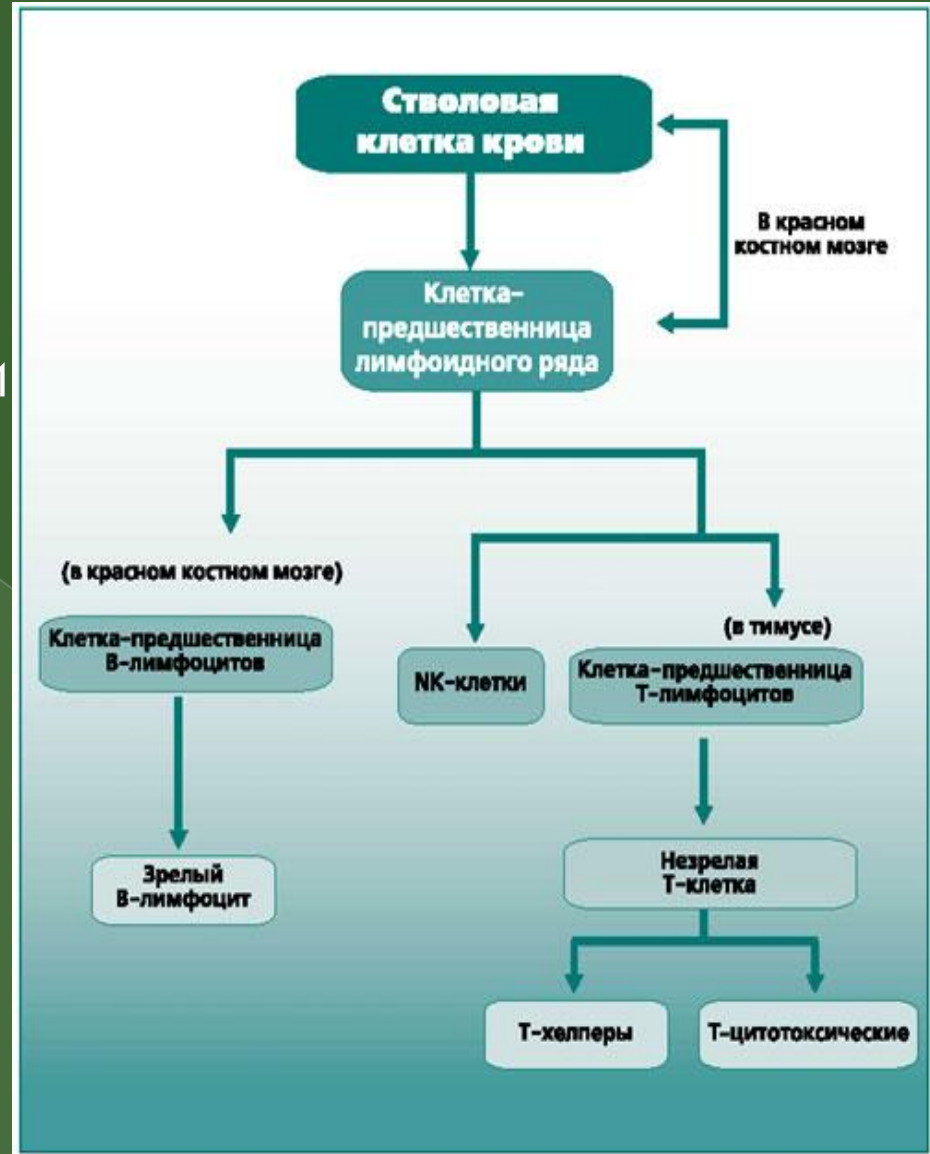 Стволовая
клетка крови
В красном
костном мозге
Клетка-
предшественница
лимфоидного ряда
1
(в красном костном мозге)
Клетка-предшественница
В-лимфоцитов
(в тимусе)
NK-клетки
Клетка-предшественница
Т-лимфоцитов
Зрелый
В-лимфоцит
Незрелая
Т-клетка
Т-хелперы
Т-цитотоксические